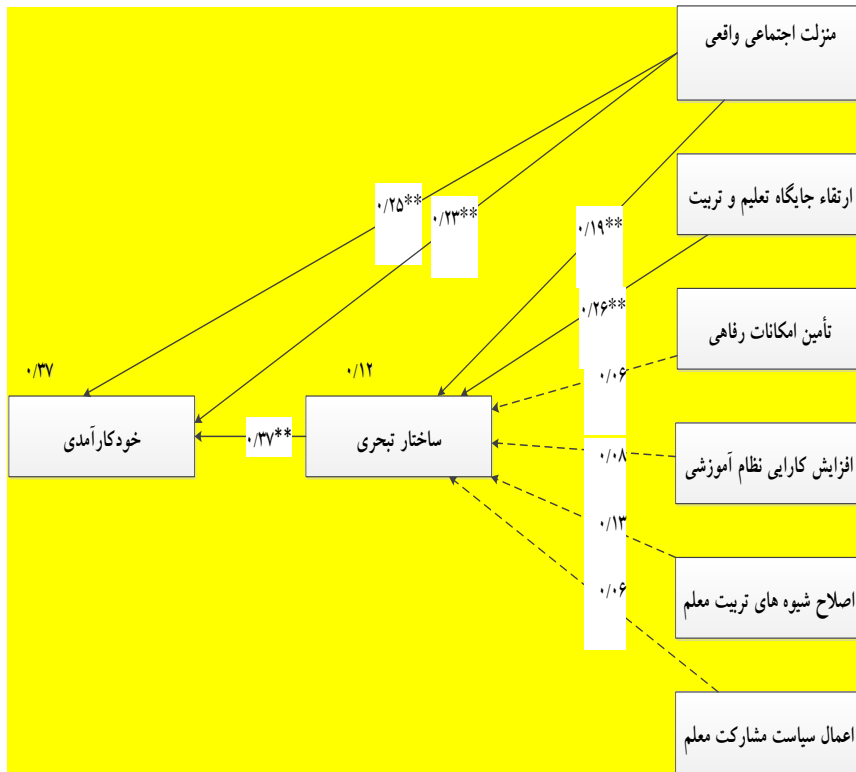 منزلت اجتماعی واقعی
ارتقاء جایگاه تعلیم و تربیت
۰/۲۵**
۰/۲۳**
۰/۱۹**
۰/۲۶**
تأمین امکانات رفاهی
۰/۳۷
۰/۱۲
۰/۰۶
خودکارآمدی
۰/۳۷**
ساختار تبحری
۰/۰۸
افزایش کارایی نظام آموزشی
۰/۱۳
اصلاح شیوه های تربیت معلم
۰/۰۶
اعمال سیاست مشارکت معلم